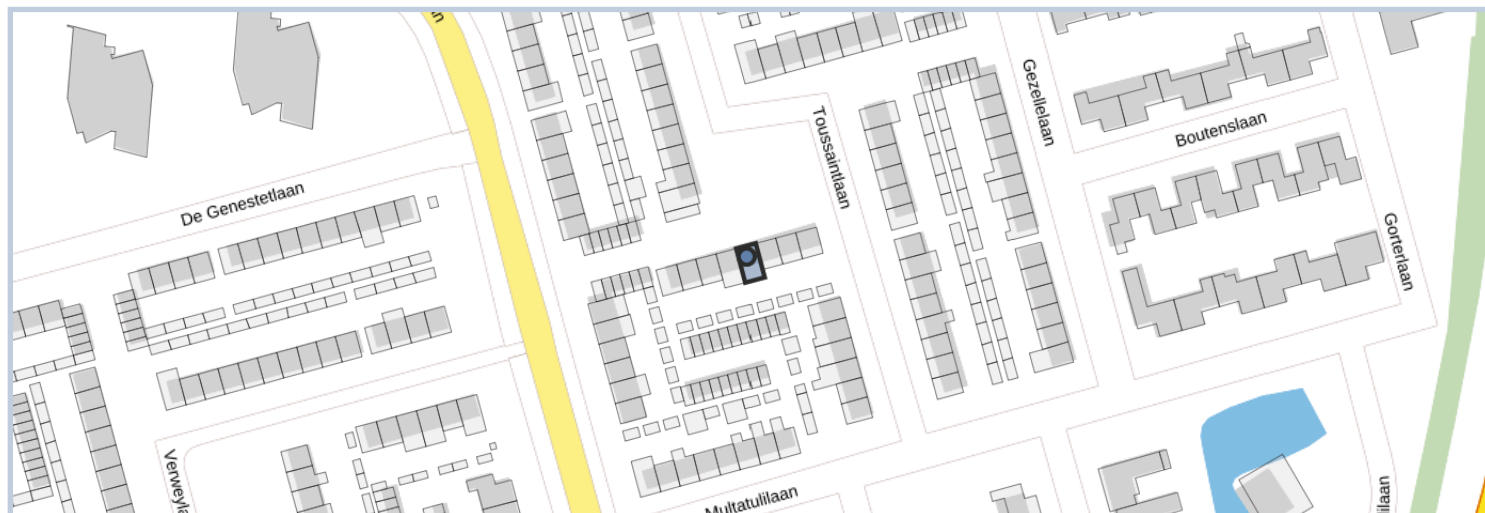 Gezellelaan
Toussaintlaan
Boutenslaan
De Genestetlaan
Gorterlaan
Multatulilaan